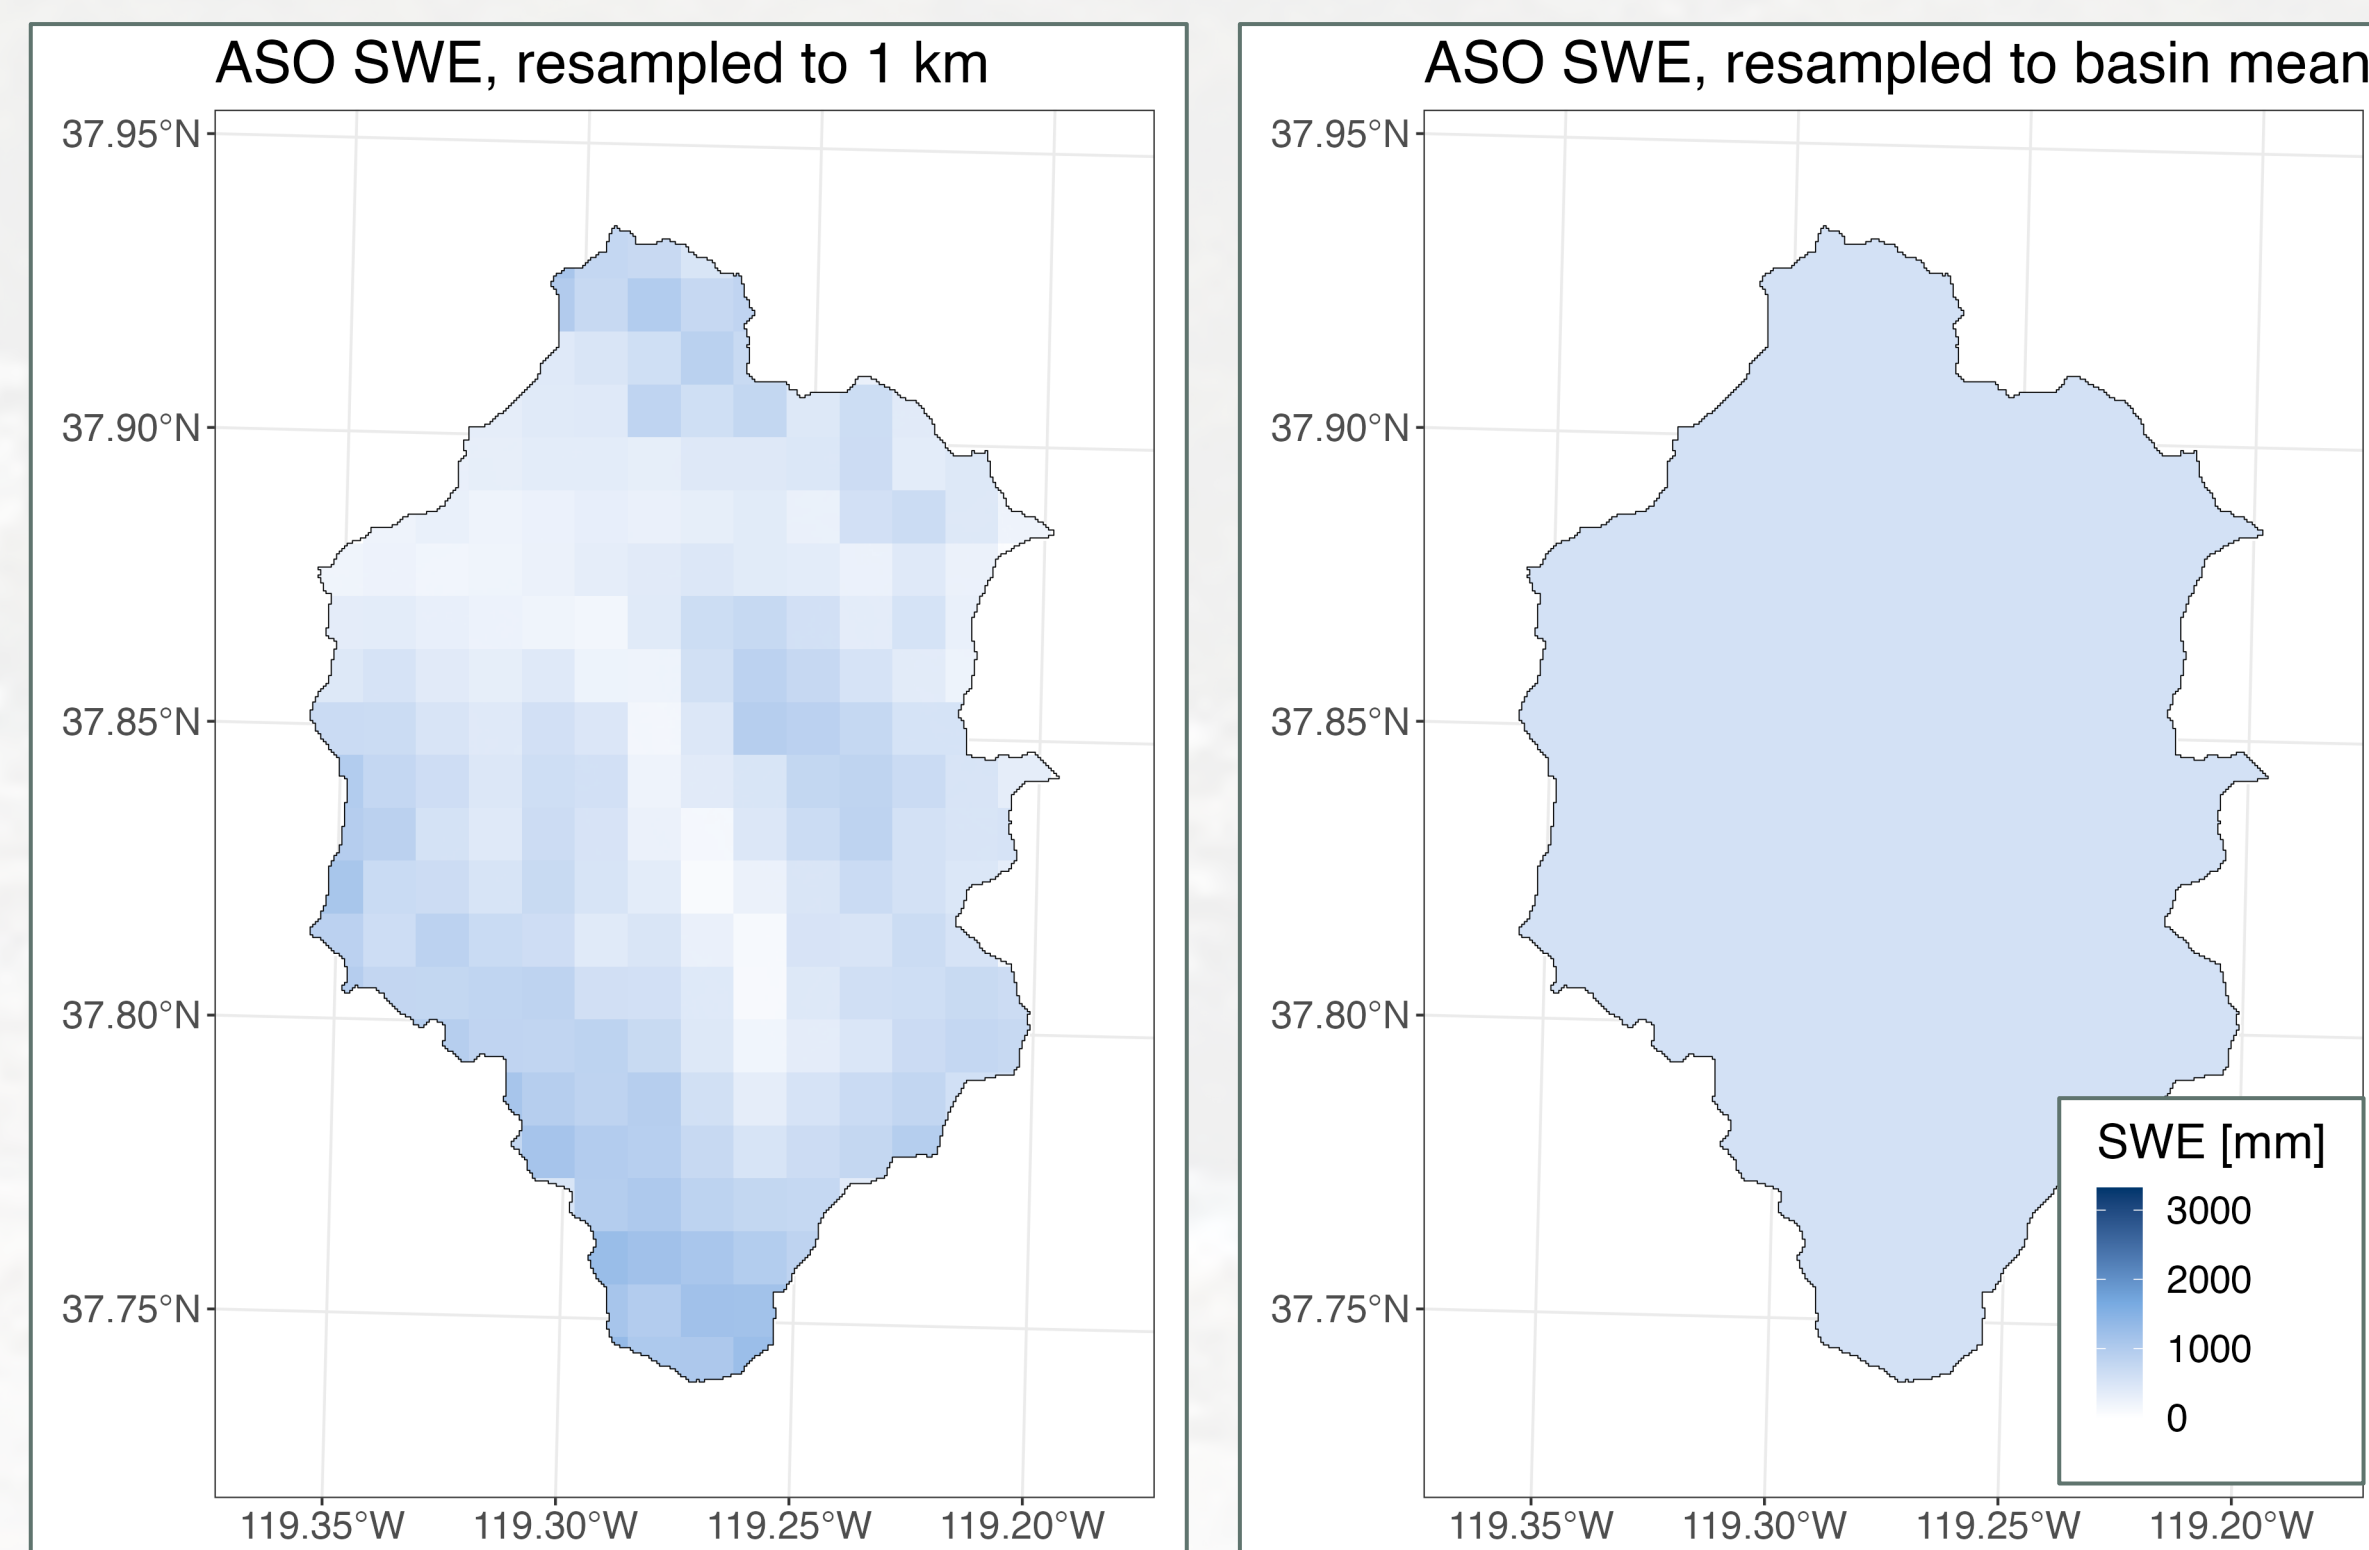 ASO SWE, resampled to 1 km
37.95°N
37.90°N
37.85°N
37.80°N
37.75°N
119.35°W 119.30°W 119.25°W 119.20°W
ASO SWE, resampled to basin mean
37.95°N
37.90°N
37.85°N
37.80°N
37.75°N
119.35°W 119.30°W 119.25°W 119.20°W
SWE [mm]
3000
2000
1000
0